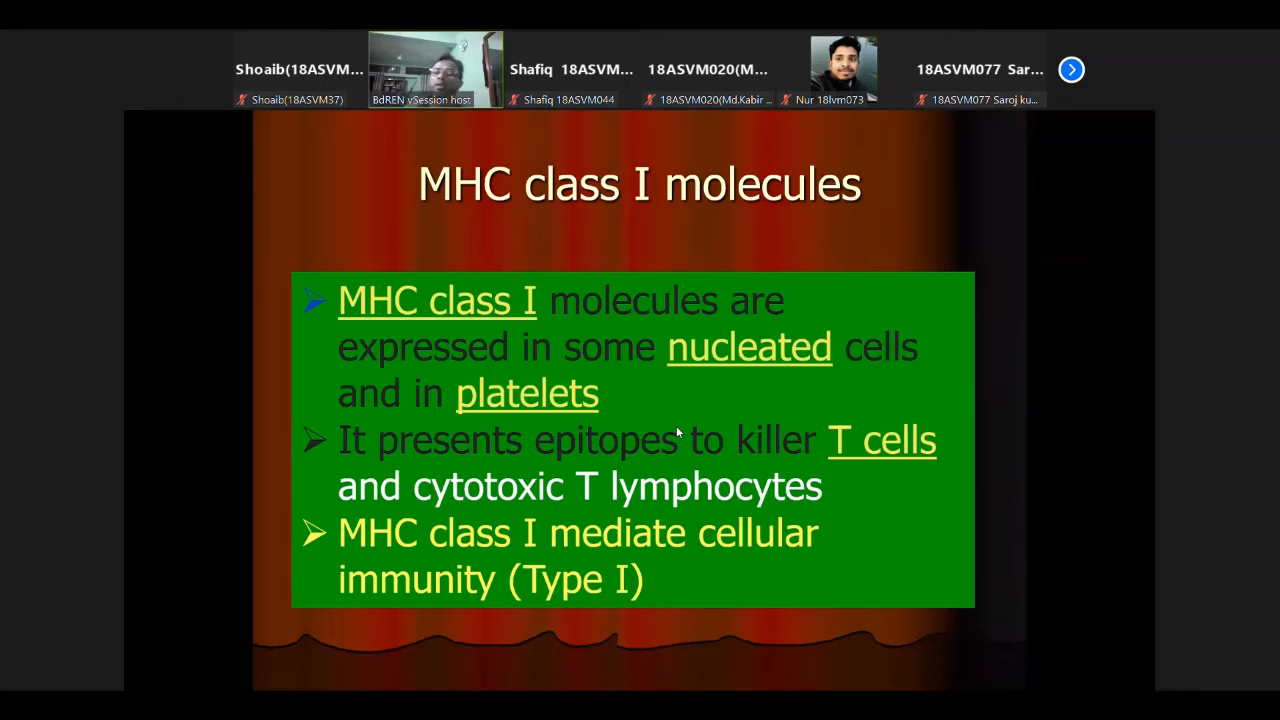 Shoaib(18ASVM...
Shafiq 18ASVM...
18ASVM020(M...
18ASVM077 Sar...
Shoaib(18ASVM37)
BdREN vSession host
Shafiq 18ASVM044
18ASVM020(Md.Kabir ...
Nur 18lvm073
18ASVM077 Saroj ku...
MHC class I molecules
MHC class I molecules are
expressed in some nucleated cells
and in platelets
It presents epitopes to killer T cells
and cytotoxic T lymphocytes
MHC class I mediate cellular
immunity (Type I)